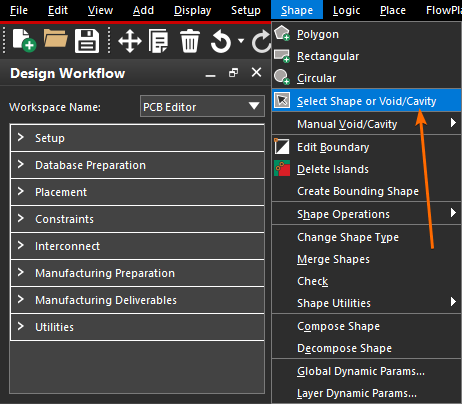 File Edit View Add Display Setup Shape Logic Place FlowPl
Design Workflow
Workspace Name: PCB Editor
Setup
Database Preparation
Placement
Constraints
Interconnect
Manufacturing Preparation
Manufacturing Deliverables
Utilities
Polygon
Rectangular
Circular
Select Shape or Void/Cavity
Manual Void/Cavity
Edit Boundary
Delete Islands
Create Bounding Shape
Shape Operations
Change Shape Type
Merge Shapes
Check
Shape Utilities
Compose Shape
Decompose Shape
Global Dynamic Params...
Layer Dynamic Params...